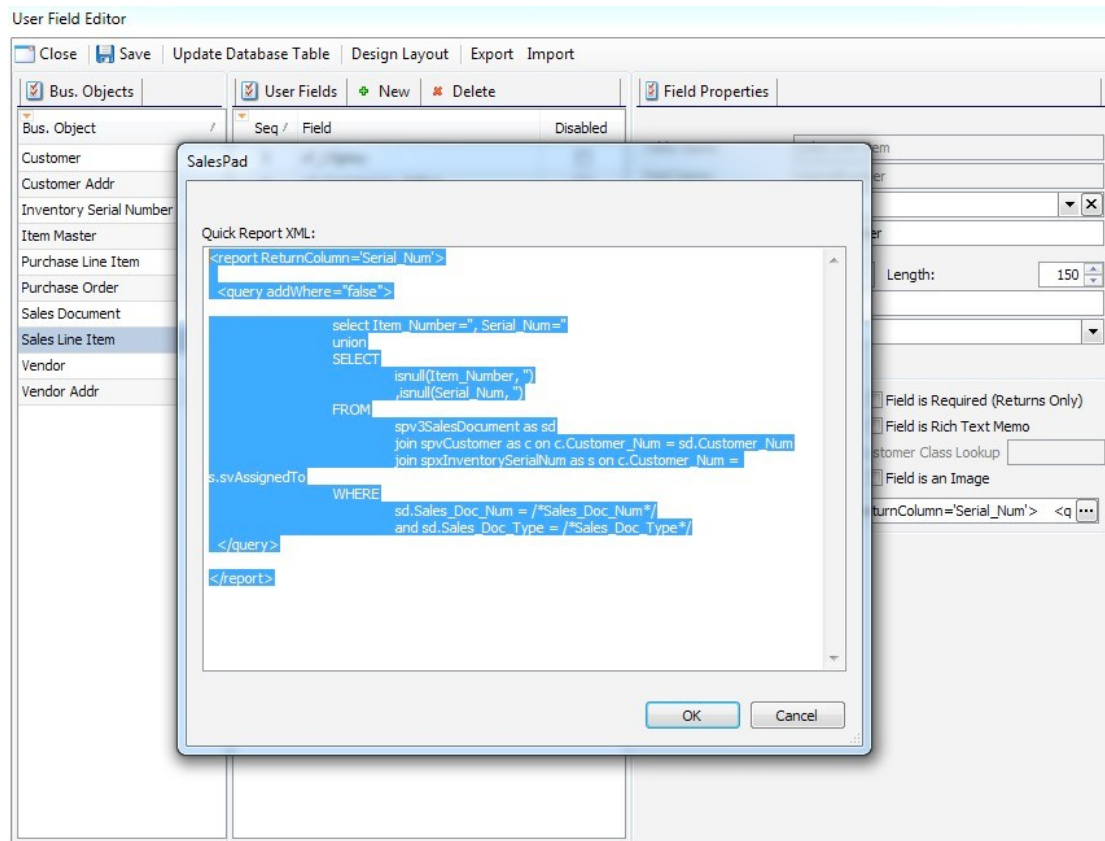 User Field Editor
Close Save Update Database Table Design Layout Export Import
Bus. Objects User Fields New Delete Field Properties
Bus. Object / Seq / Field Disabled
Customer
Customer Addr
Inventory Serial Number
Item Master
Purchase Line Item
Purchase Order
Sales Document
Sales Line Item
Vendor
Vendor Addr
SalesPad
Quick Report XML:
<report ReturnColumn='Serial_Num'>
<query addWhere="false">
select Item_Number='', Serial_Num=''
union
SELECT
isnull(Item_Number, '')
,isnull(Serial_Num, '')
FROM
spv3SalesDocument as sd
join spvCustomer as c on c.Customer_Num = sd.Customer_Num
join spxInventorySerialNum as s on c.Customer_Num =
s.svAssignedTo
WHERE
sd.Sales_Doc_Num = /*Sales_Doc_Num*/
and sd.Sales_Doc_Type = /*Sales_Doc_Type*/
</query>
</report>
OK Cancel
Length: 150
Field is Required (Returns Only)
Field is Rich Text Memo
stomer Class Lookup
Field is an Image
turnColumn='Serial_Num'> <q ...